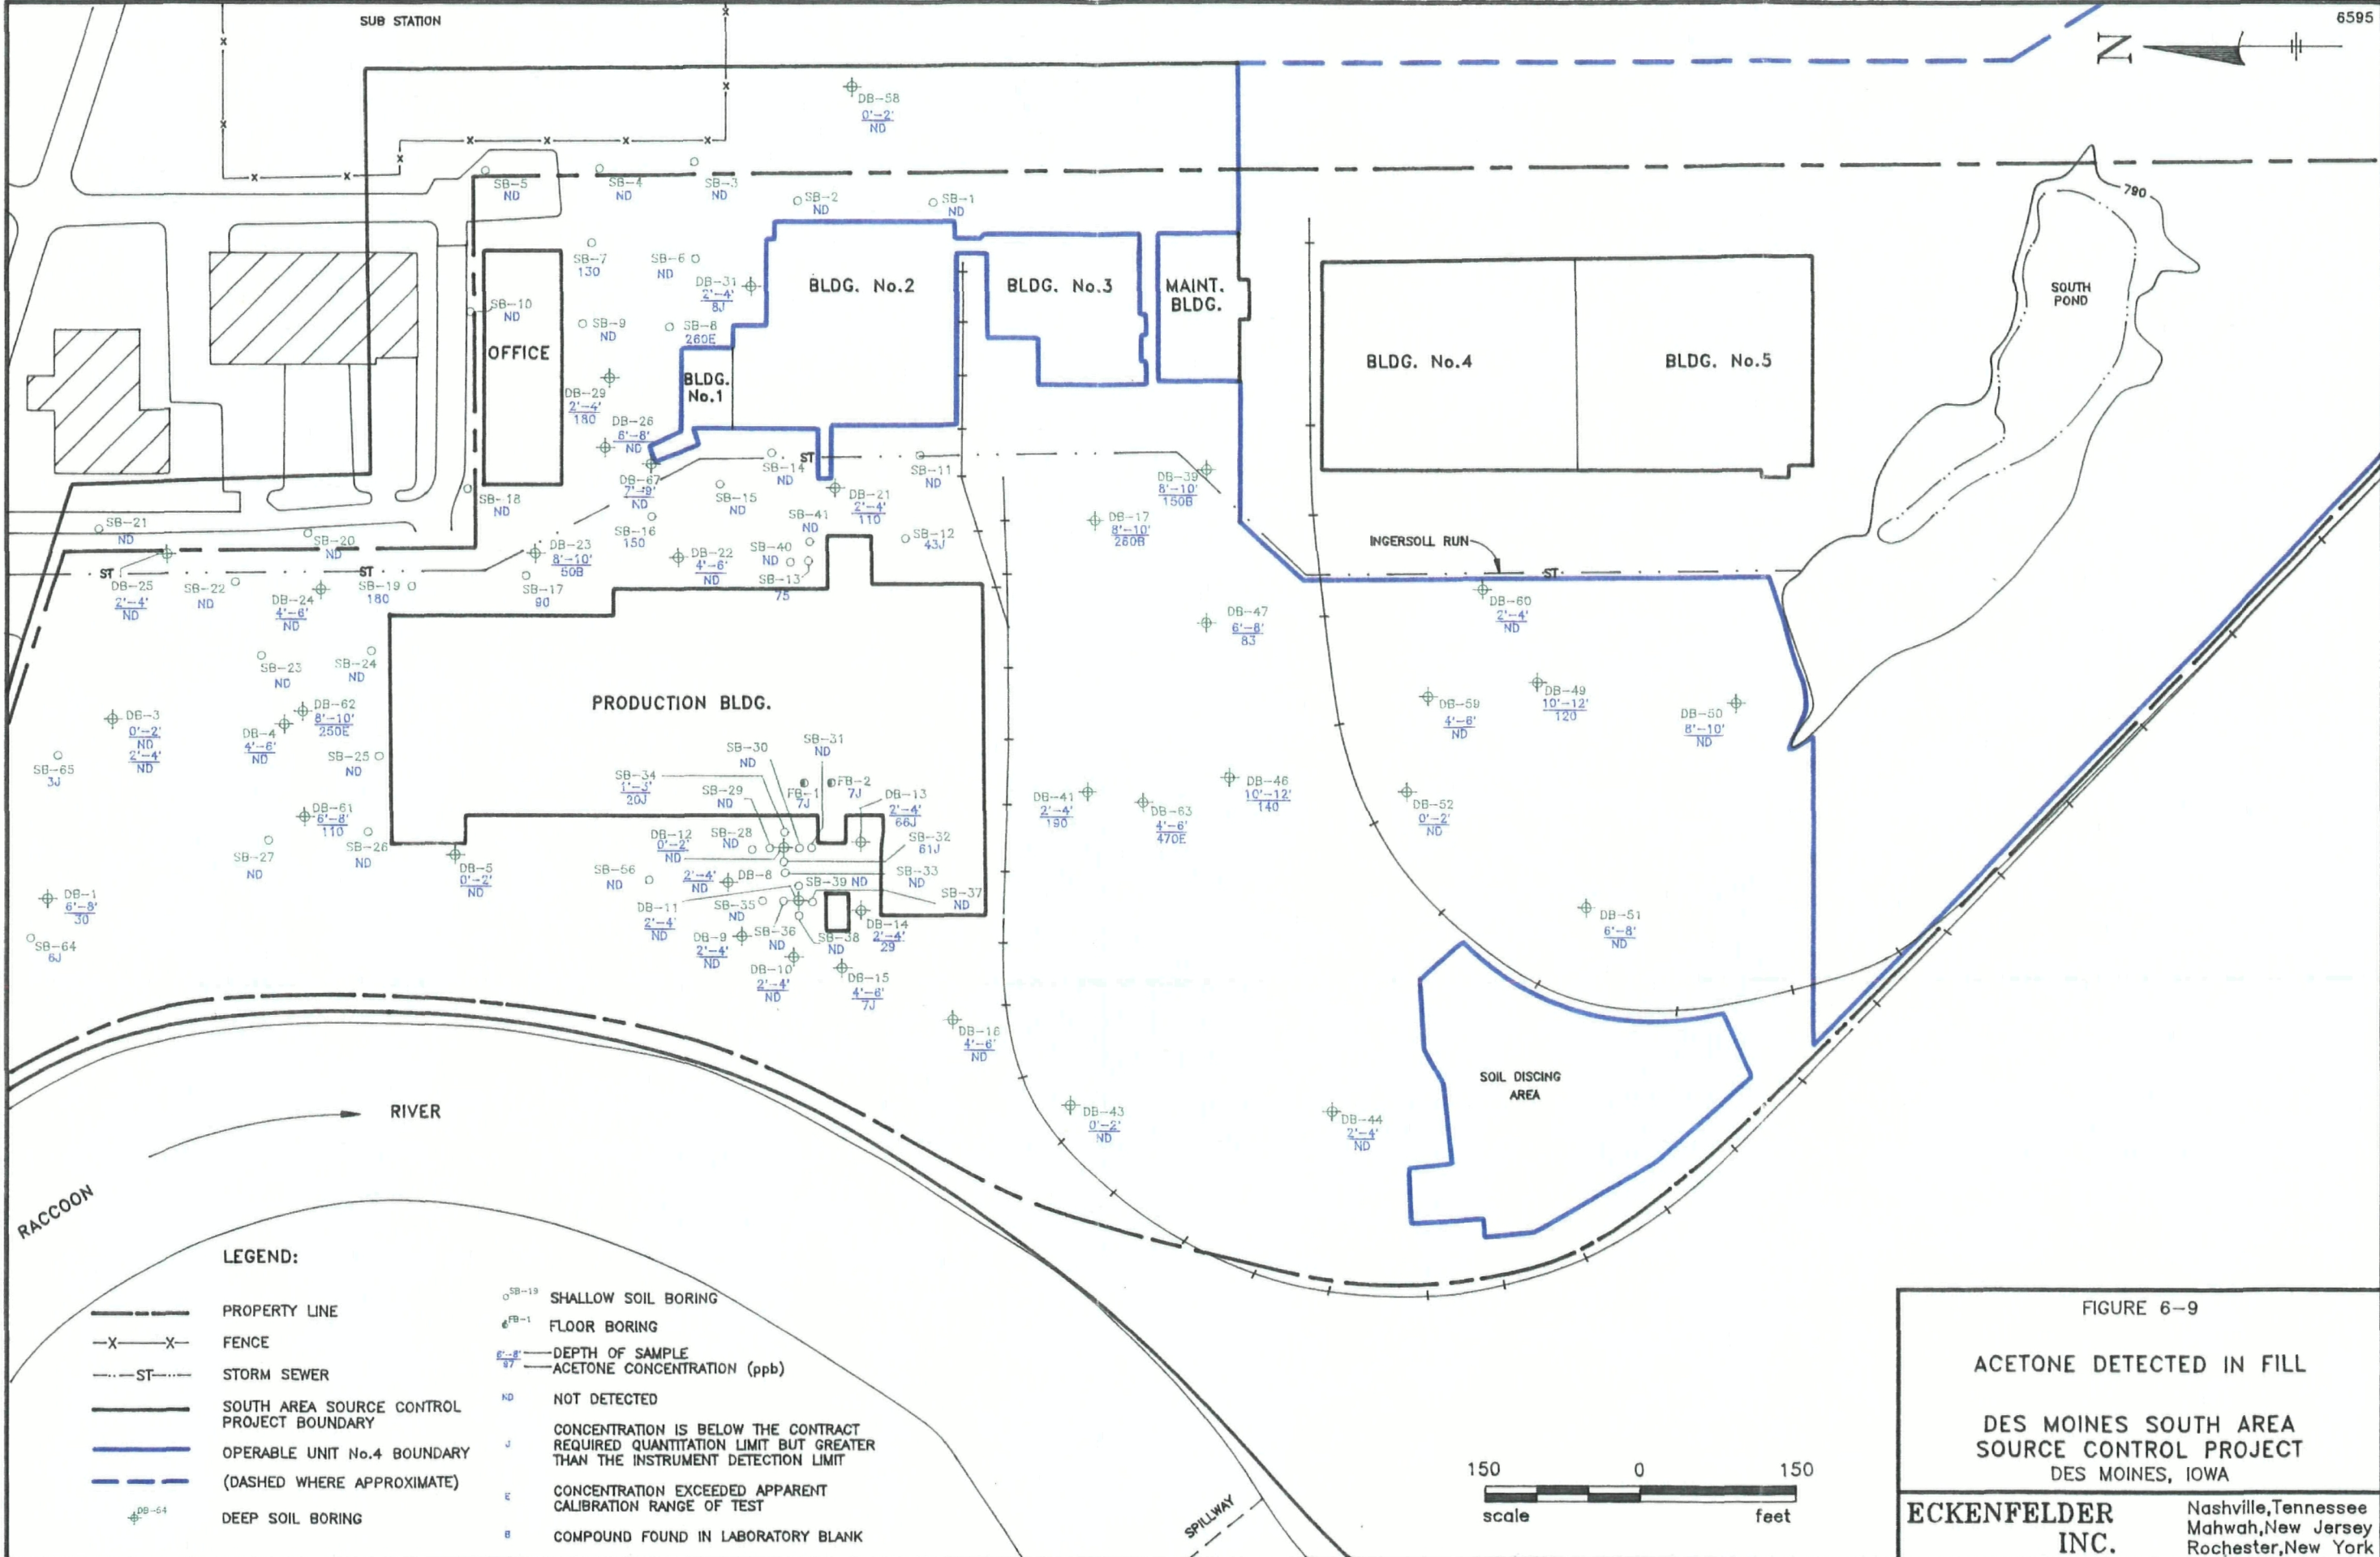 SUB STATION
6595
N
DB-58
0'-2'
ND
SB-5
ND
SB-4
ND
SB-3
ND
SB-2
ND
SB-1
ND
790
SB-7
130
SB-6
ND
DB-31
2'-4'
8J
BLDG. No.2
BLDG. No.3
MAINT.
BLDG.
SOUTH
POND
SB-10
ND
SB-9
ND
SB-8
260E
OFFICE
BLDG.
No.1
BLDG. No.4
BLDG. No.5
DB-29
2'-4'
180
DB-26
6'-8'
ND
DB-67
7'-9'
ND
SB-14
ND
ST
SB-11
ND
DB-39
8'-10'
150B
SB-18
ND
SB-15
ND
DB-21
2'-4'
110
SB-16
150
SB-41
ND
SB-12
43J
DB-17
8'-10'
260B
SB-21
ND
SB-20
ND
DB-23
8'-10'
50B
DB-22
4'-6'
ND
SB-40
ND
SB-13
75
INGERSOLL RUN
ST
ST
ST
DB-25
2'-4'
ND
SB-22
ND
DB-24
4'-6'
ND
SB-19
180
SB-17
90
DB-60
2'-4'
ND
DB-47
6'-8'
83
SB-23
ND
SB-24
ND
DB-3
0'-2'
ND
2'-4'
ND
DB-62
8'-10'
250E
DB-4
4'-6'
ND
PRODUCTION BLDG.
DB-59
4'-6'
ND
DB-49
10'-12'
120
DB-50
8'-10'
ND
SB-65
3J
SB-25
ND
SB-31
ND
SB-30
ND
SB-34
1'-3'
20J
SB-29
ND
FB-1
7J
FB-2
7J
DB-13
2'-4'
66J
DB-41
2'-4'
190
DB-63
4'-6'
470E
DB-46
10'-12'
140
DB-52
0'-2'
ND
DB-61
6'-8'
110
SB-26
ND
SB-27
ND
DB-12
0'-2'
ND
SB-28
ND
SB-32
61J
DB-5
0'-2'
ND
SB-56
ND
2'-4'
ND
DB-8
SB-39 ND
SB-33
ND
SB-37
ND
DB-1
6'-8'
30
DB-11
2'-4'
ND
SB-35
ND
DB-51
6'-8'
ND
SB-64
6J
DB-9
2'-4'
ND
SB-36
ND
SB-38
ND
DB-14
2'-4'
29
DB-10
2'-4'
ND
DB-15
4'-6'
7J
DB-16
4'-6'
ND
SOIL DISCING
AREA
DB-43
0'-2'
ND
DB-44
2'-4'
ND
RIVER
RACCOON
SPILLWAY
LEGEND:
PROPERTY LINE
X X FENCE
ST STORM SEWER
SOUTH AREA SOURCE CONTROL
PROJECT BOUNDARY
OPERABLE UNIT No.4 BOUNDARY
(DASHED WHERE APPROXIMATE)
DB-64 DEEP SOIL BORING
SB-19 SHALLOW SOIL BORING
FB-1 FLOOR BORING
6'-8' DEPTH OF SAMPLE
97 ACETONE CONCENTRATION (ppb)
ND NOT DETECTED
J CONCENTRATION IS BELOW THE CONTRACT
REQUIRED QUANTITATION LIMIT BUT GREATER
THAN THE INSTRUMENT DETECTION LIMIT
E CONCENTRATION EXCEEDED APPARENT
CALIBRATION RANGE OF TEST
B COMPOUND FOUND IN LABORATORY BLANK
150 0 150
scale feet
FIGURE 6-9
ACETONE DETECTED IN FILL
DES MOINES SOUTH AREA
SOURCE CONTROL PROJECT
DES MOINES, IOWA
ECKENFELDER
INC.
Nashville,Tennessee
Mahwah,New Jersey
Rochester,New York